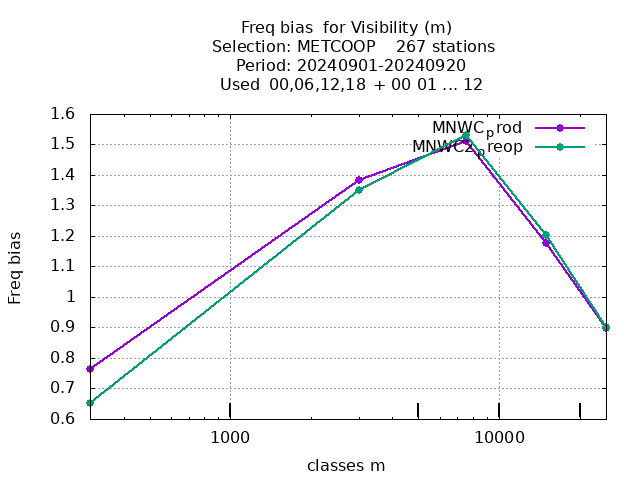 Freq bias  for Visibility (m)
Selection: METCOOP    267 stations
Period: 20240901-20240920
Used  00,06,12,18  + 00 01 ... 12
MNWC_prod
MNWC2_preop
1.6
1.5
1.4
1.3
1.2
1.1
1
0.9
0.8
0.7
0.6
Freq bias
1000
10000
classes m